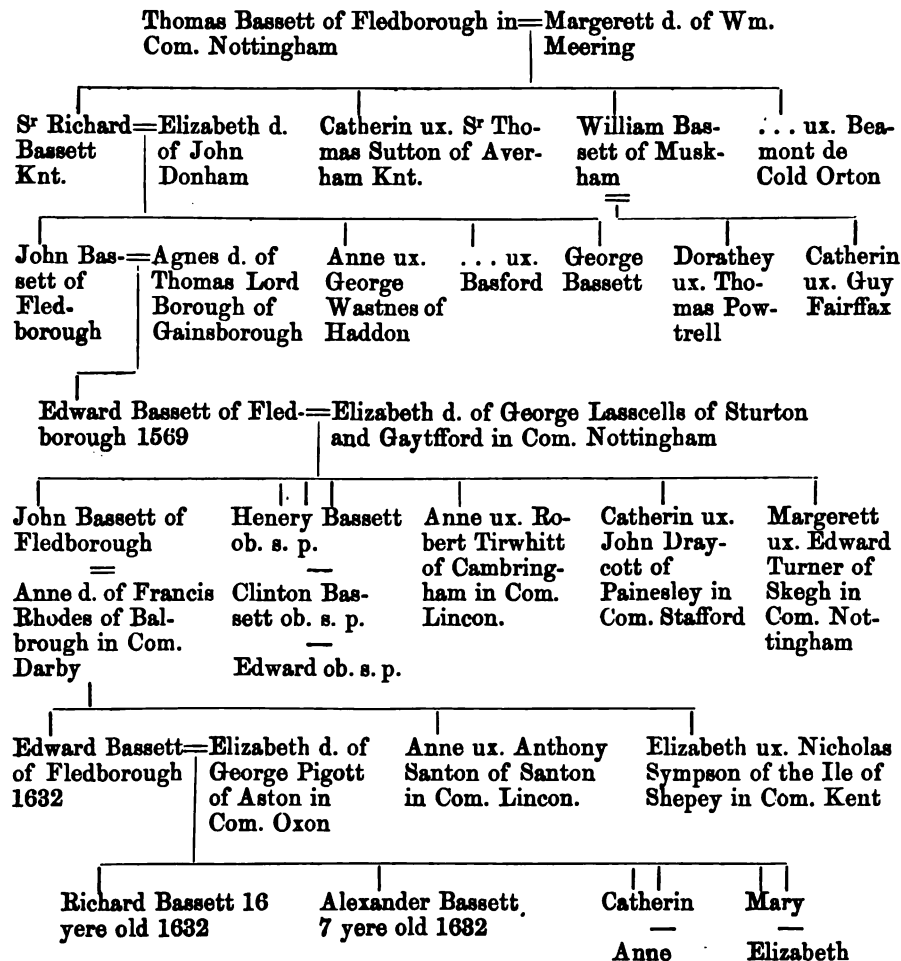 Thomas Bassett of Fledborough in=Margerett d. of Wm.
Com. Nottingham
Meering
Sr Richard=Elizabeth d.
Bassett
of John
Knt.
Donham
Catherin ux. Sr Tho-
mas Sutton of Aver-
ham Knt.
William Bas-
sett of Musk-
ham
=
. . . ux. Bea-
mont de
Cold Orton
John Bas-=Agnes d. of
sett of
Thomas Lord
Fled-
Borough of
borough
Gainsborough
Anne ux.
George
Wastnes of
Haddon
. . . ux.
Basford
George
Bassett
Dorathey
ux. Tho-
mas Pow-
trell
Catherin
ux. Guy
Fairffax
Edward Bassett of Fled-=Elizabeth d. of George Lasscells of Sturton
borough 1569
and Gaytfford in Com. Nottingham
John Bassett of
Fledborough
=
Anne d. of Francis
Rhodes of Bal-
brough in Com.
Darby
Henery Bassett
ob. s. p.
—
Clinton Bas-
sett ob. s. p.
—
Edward ob. s. p.
Anne ux. Ro-
bert Tirwhitt
of Cambring-
ham in Com.
Lincon.
Catherin ux.
John Dray-
cott of
Painesley in
Com. Stafford
Margerett
ux. Edward
Turner of
Skegh in
Com. Not-
tingham
Edward Bassett=Elizabeth d. of
of Fledborough
George Pigott
1632
of Aston in
Com. Oxon
Anne ux. Anthony
Santon of Santon
in Com. Lincon.
Elizabeth ux. Nicholas
Sympson of the Ile of
Shepey in Com. Kent
Richard Bassett 16
yere old 1632
Alexander Bassett
7 yere old 1632
Catherin
—
Anne
Mary
—
Elizabeth